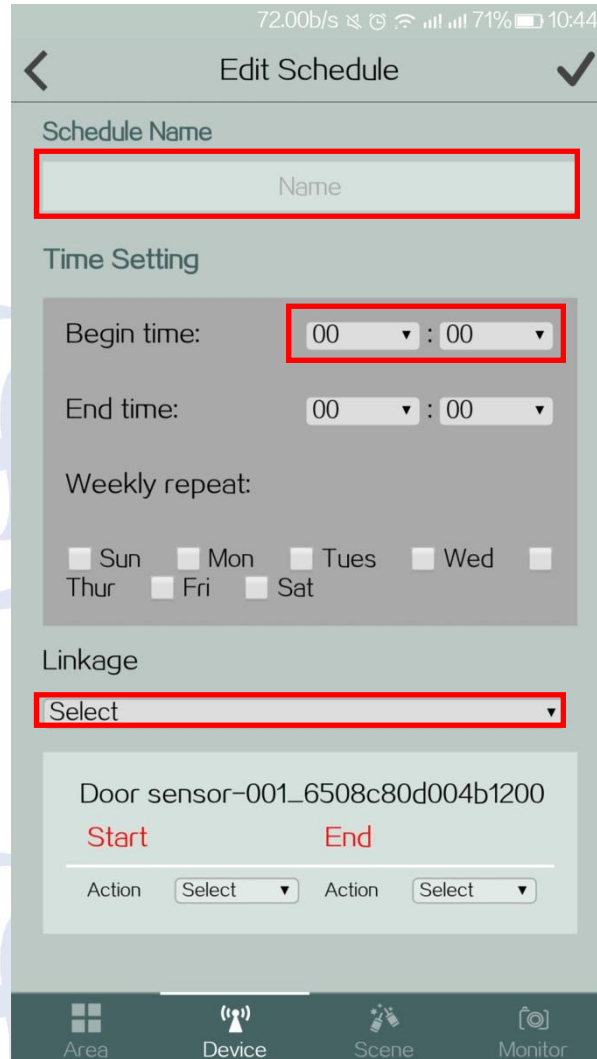 72.00b/s 71% 10:44
Edit Schedule
Schedule Name
Name
Time Setting
Begin time: 00 : 00
End time: 00 : 00
Weekly repeat:
Sun Mon Tues Wed
Thur Fri Sat
Linkage
Select
Door sensor-001_6508c80d004b1200
Start End
Action Select Action Select
Area Device Scene Monitor